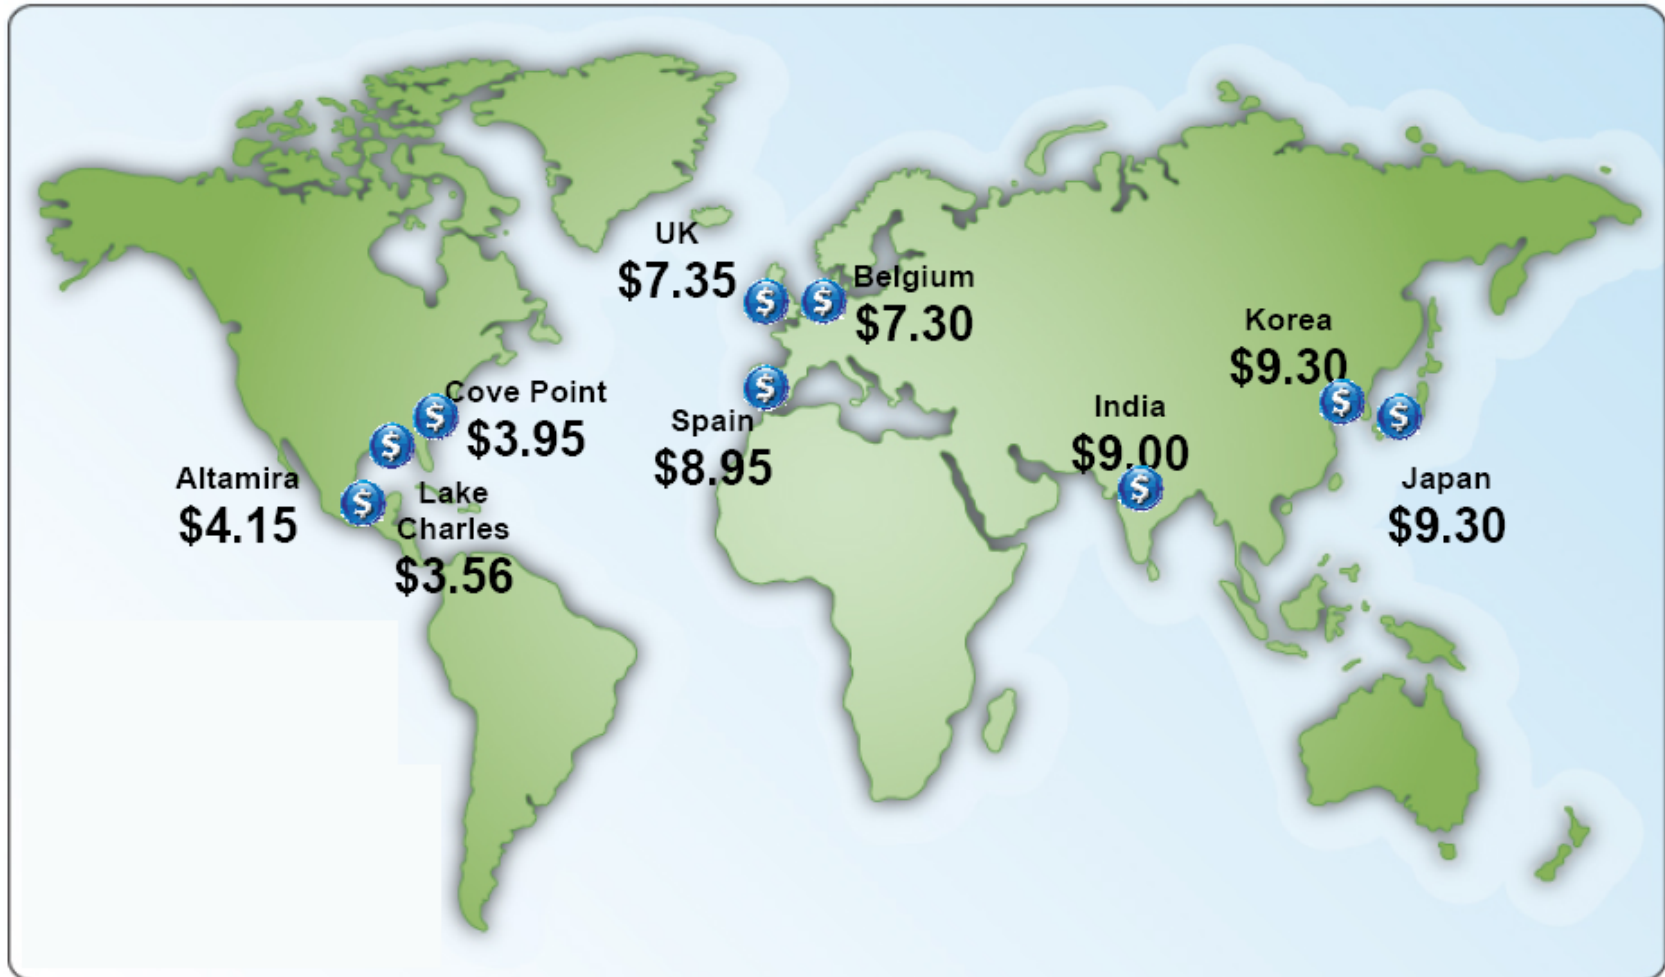 UK
$7.35
Belgium
$7.30
Korea
$9.30
Cove Point
$3.95
Spain
$8.95
India
$9.00
Altamira
$4.15
Lake
Charles
$3.56
Japan
$9.30
$
$
$
$
$
$
$
$
$